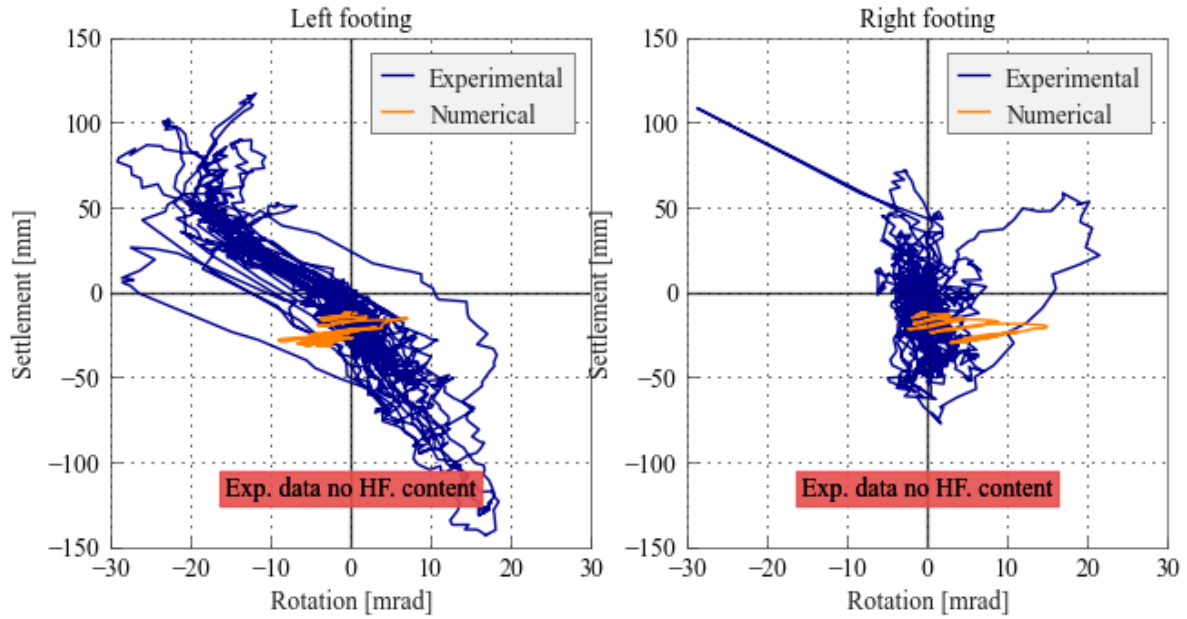 Left footing
150
100
50
0
−50
−100
−150
−30
−20
−10
0
10
20
30
Settlement [mm]
Rotation [mrad]
Experimental
Numerical
Exp. data no HF. content
Right footing
150
100
50
0
−50
−100
−150
−30
−20
−10
0
10
20
30
Settlement [mm]
Rotation [mrad]
Experimental
Numerical
Exp. data no HF. content